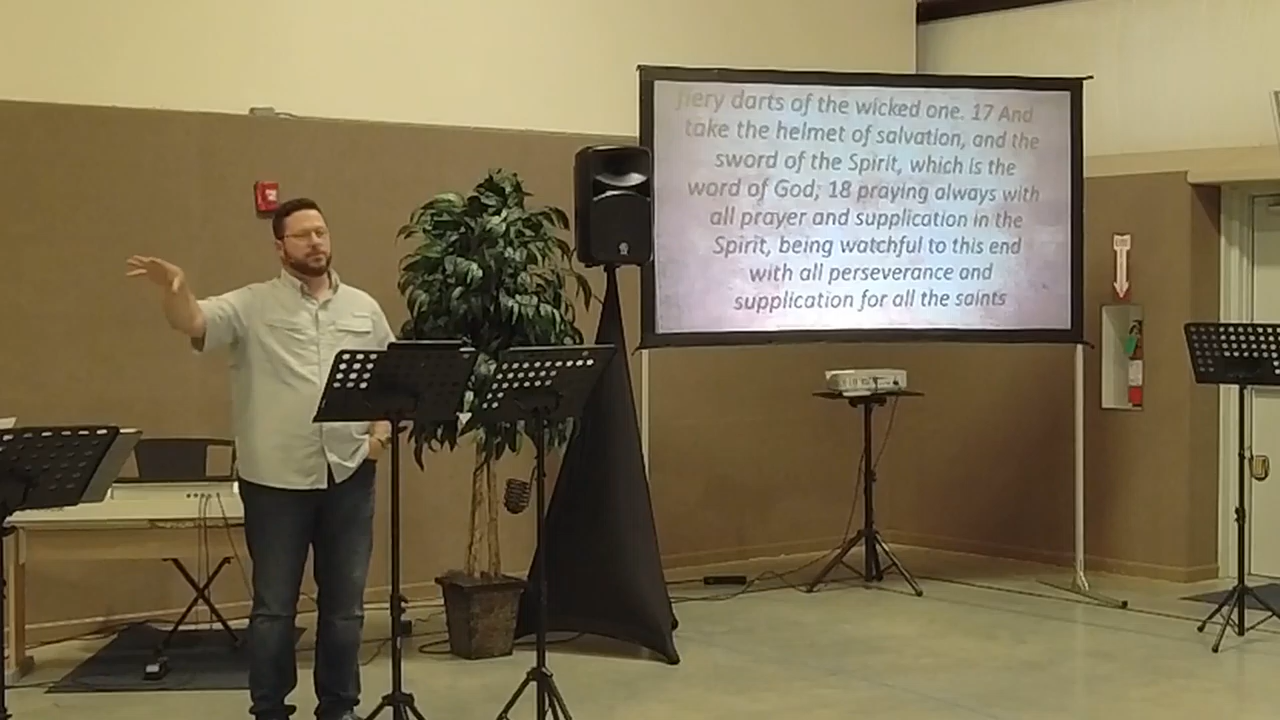 fiery darts of the wicked one. 17 And
take the helmet of salvation, and the
sword of the Spirit, which is the
word of God; 18 praying always with
all prayer and supplication in the
Spirit, being watchful to this end
with all perseverance and
supplication for all the saints